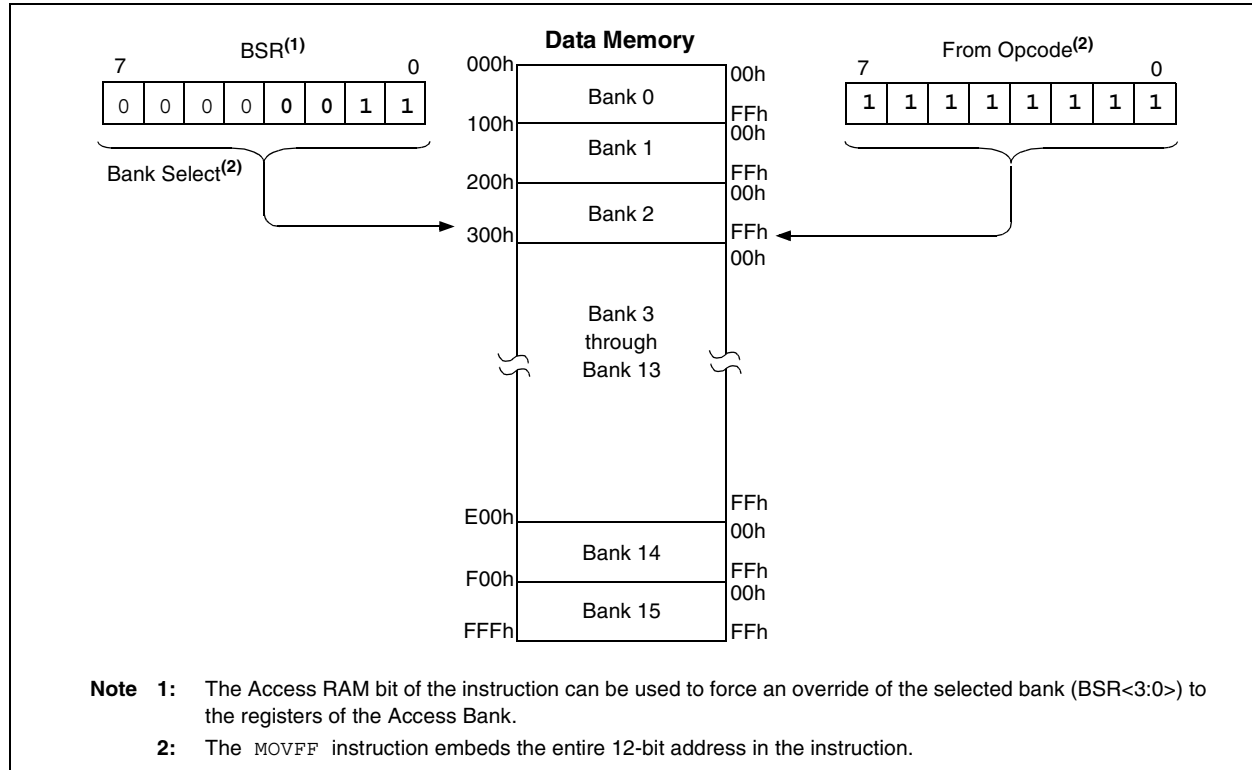 Data Memory
BSR(1)
7 0
0 0 0 0 0 0 1 1
Bank Select(2)
From Opcode(2)
7 0
1 1 1 1 1 1 1 1
000h
Bank 0
00h
FFh
100h
Bank 1
00h
FFh
200h
Bank 2
00h
FFh
300h
Bank 3
through
Bank 13
00h
FFh
E00h
Bank 14
00h
FFh
F00h
Bank 15
00h
FFFh
FFh
Note 1: The Access RAM bit of the instruction can be used to force an override of the selected bank (BSR<3:0>) to
the registers of the Access Bank.
2: The MOVFF instruction embeds the entire 12-bit address in the instruction.